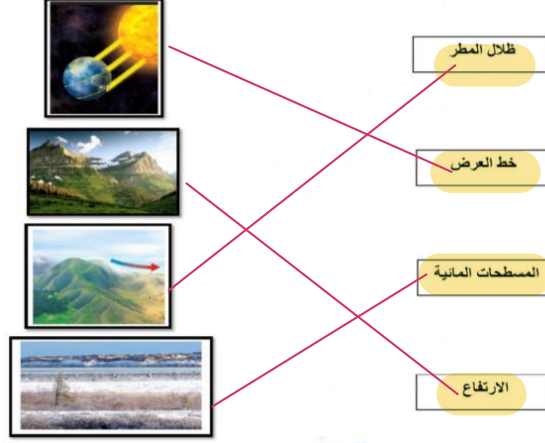 ظلال المطر
خط العرض
المسطحات المائية
الارتفاع